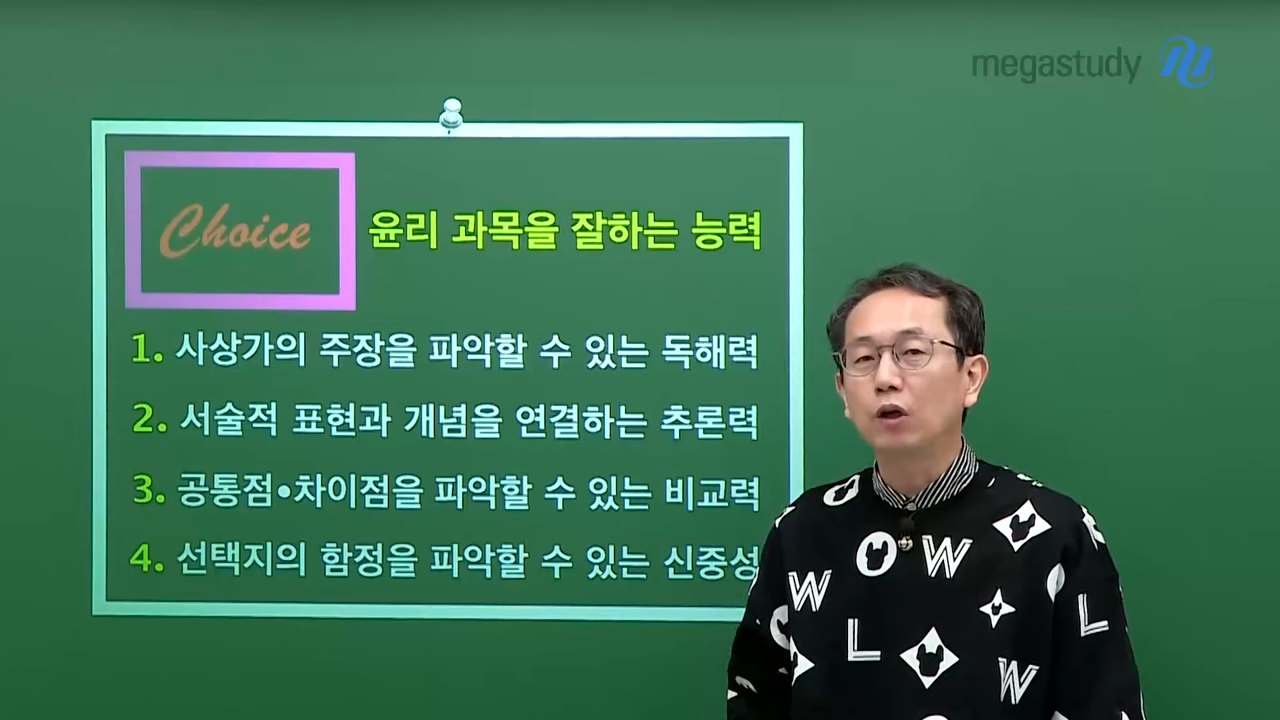 megastudy
Choice
윤리 과목을 잘하는 능력
1. 사상가의 주장을 파악할 수 있는 독해력
2. 서술적 표현과 개념을 연결하는 추론력
3. 공통점•차이점을 파악할 수 있는 비교력
4. 선택지의 함정을 파악할 수 있는 신중성
O W
W
L
L
W